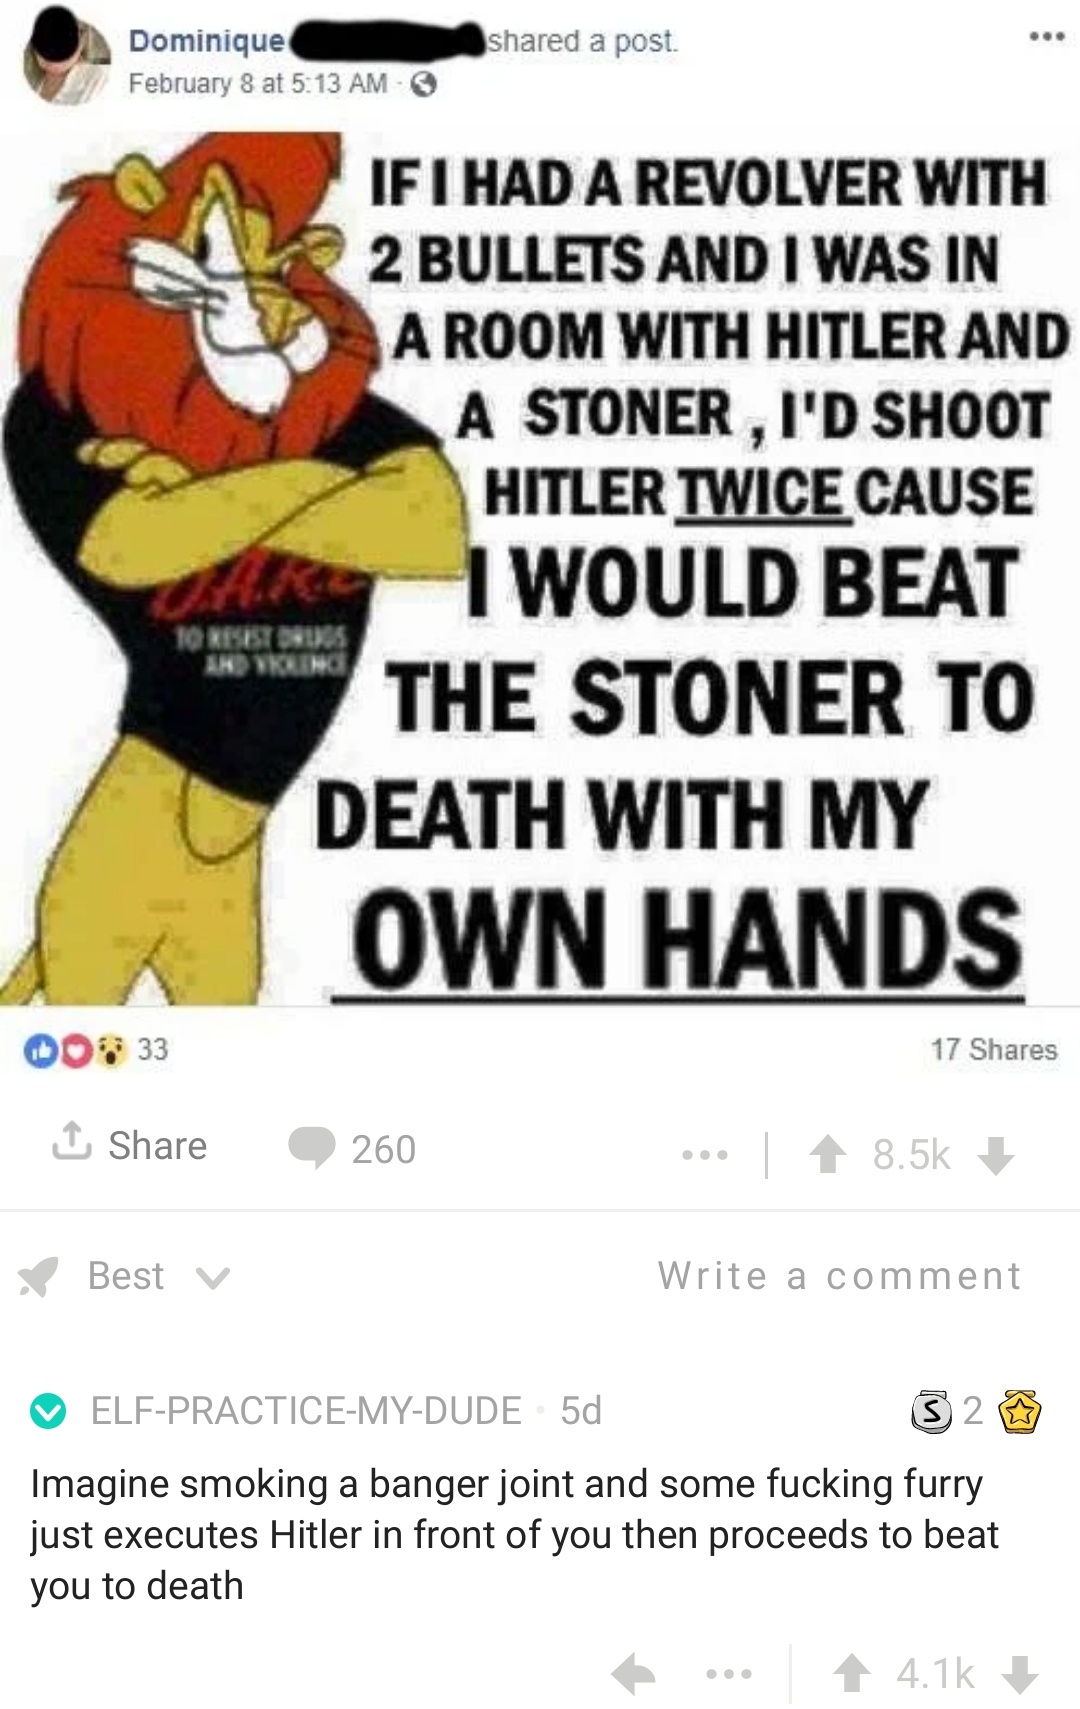 Dominique shared a post.
February 8 at 5:13 AM ·
IF I HAD A REVOLVER WITH
2 BULLETS AND I WAS IN
A ROOM WITH HITLER AND
A STONER , I'D SHOOT
HITLER TWICE CAUSE
I WOULD BEAT
THE STONER TO
DEATH WITH MY
OWN HANDS
D.A.R.E
TO RESIST DRUGS
AND VIOLENCE
33
17 Shares
Share
260
8.5k
Best
Write a comment
ELF-PRACTICE-MY-DUDE · 5d
S 2
Imagine smoking a banger joint and some fucking furry
just executes Hitler in front of you then proceeds to beat
you to death
4.1k